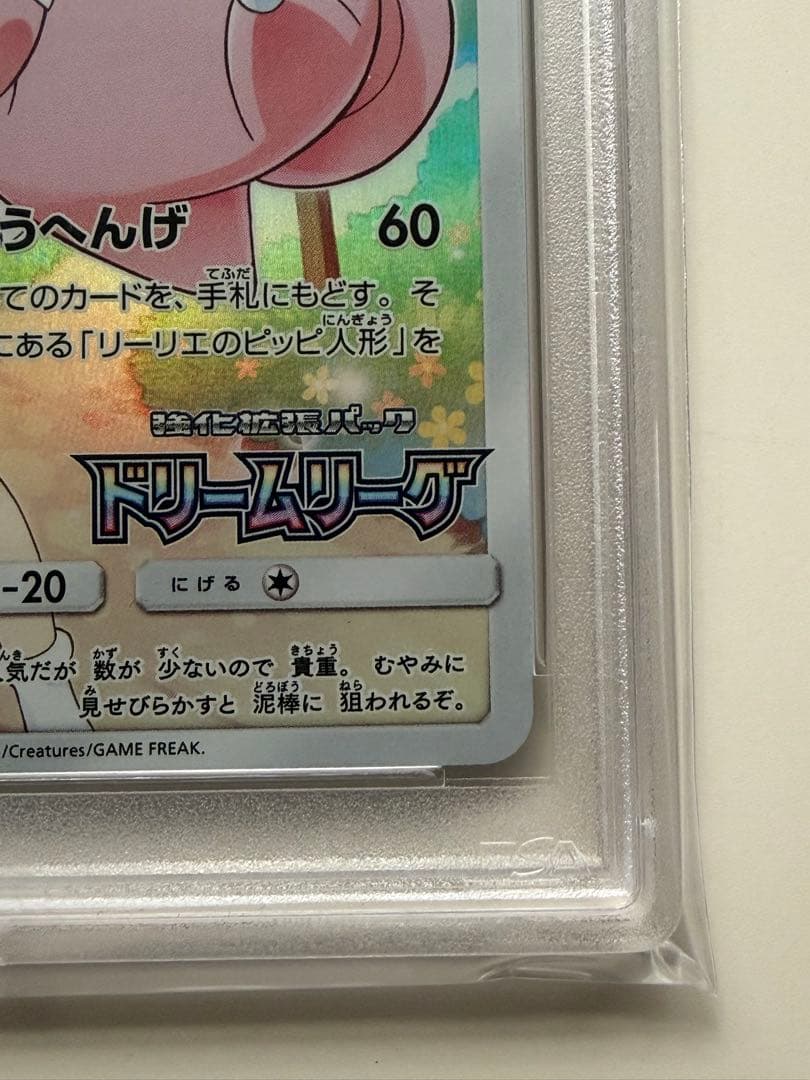 うへんげ 60
てのカードを、手札にもどす。そ
にある「リーリエのピッピ人形」を
強化拡張パック
ドリームリーグ
-20 にげる
気だが 数が 少ないので 貴重。 むやみに
見せびらかすと 泥棒に 狙われるぞ。
/Creatures/GAME FREAK.
PSA